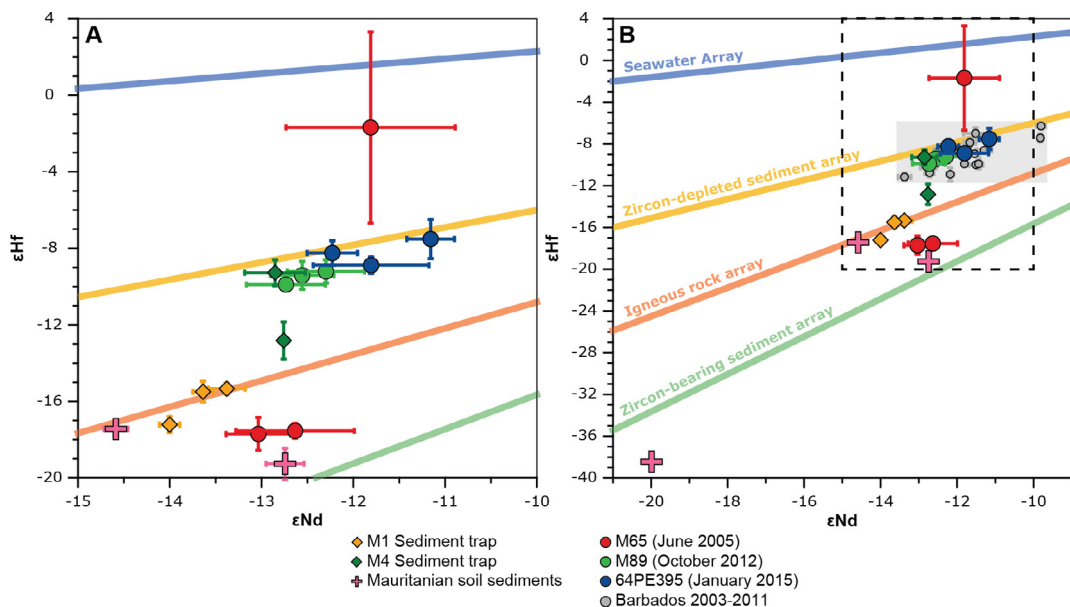 A
4
0
-4
-8
-12
-16
-20
εHf
-15
-14
-13
-12
-11
-10
εNd
B
4
0
-4
-8
-12
-16
-20
-24
-28
-32
-36
-40
εHf
-20
-18
-16
-14
-12
-10
εNd
Seawater Array
Zircon-depleted sediment array
Igneous rock array
Zircon-bearing sediment array
M1 Sediment trap
M4 Sediment trap
Mauritanian soil sediments
M65 (June 2005)
M89 (October 2012)
64PE395 (January 2015)
Barbados 2003-2011